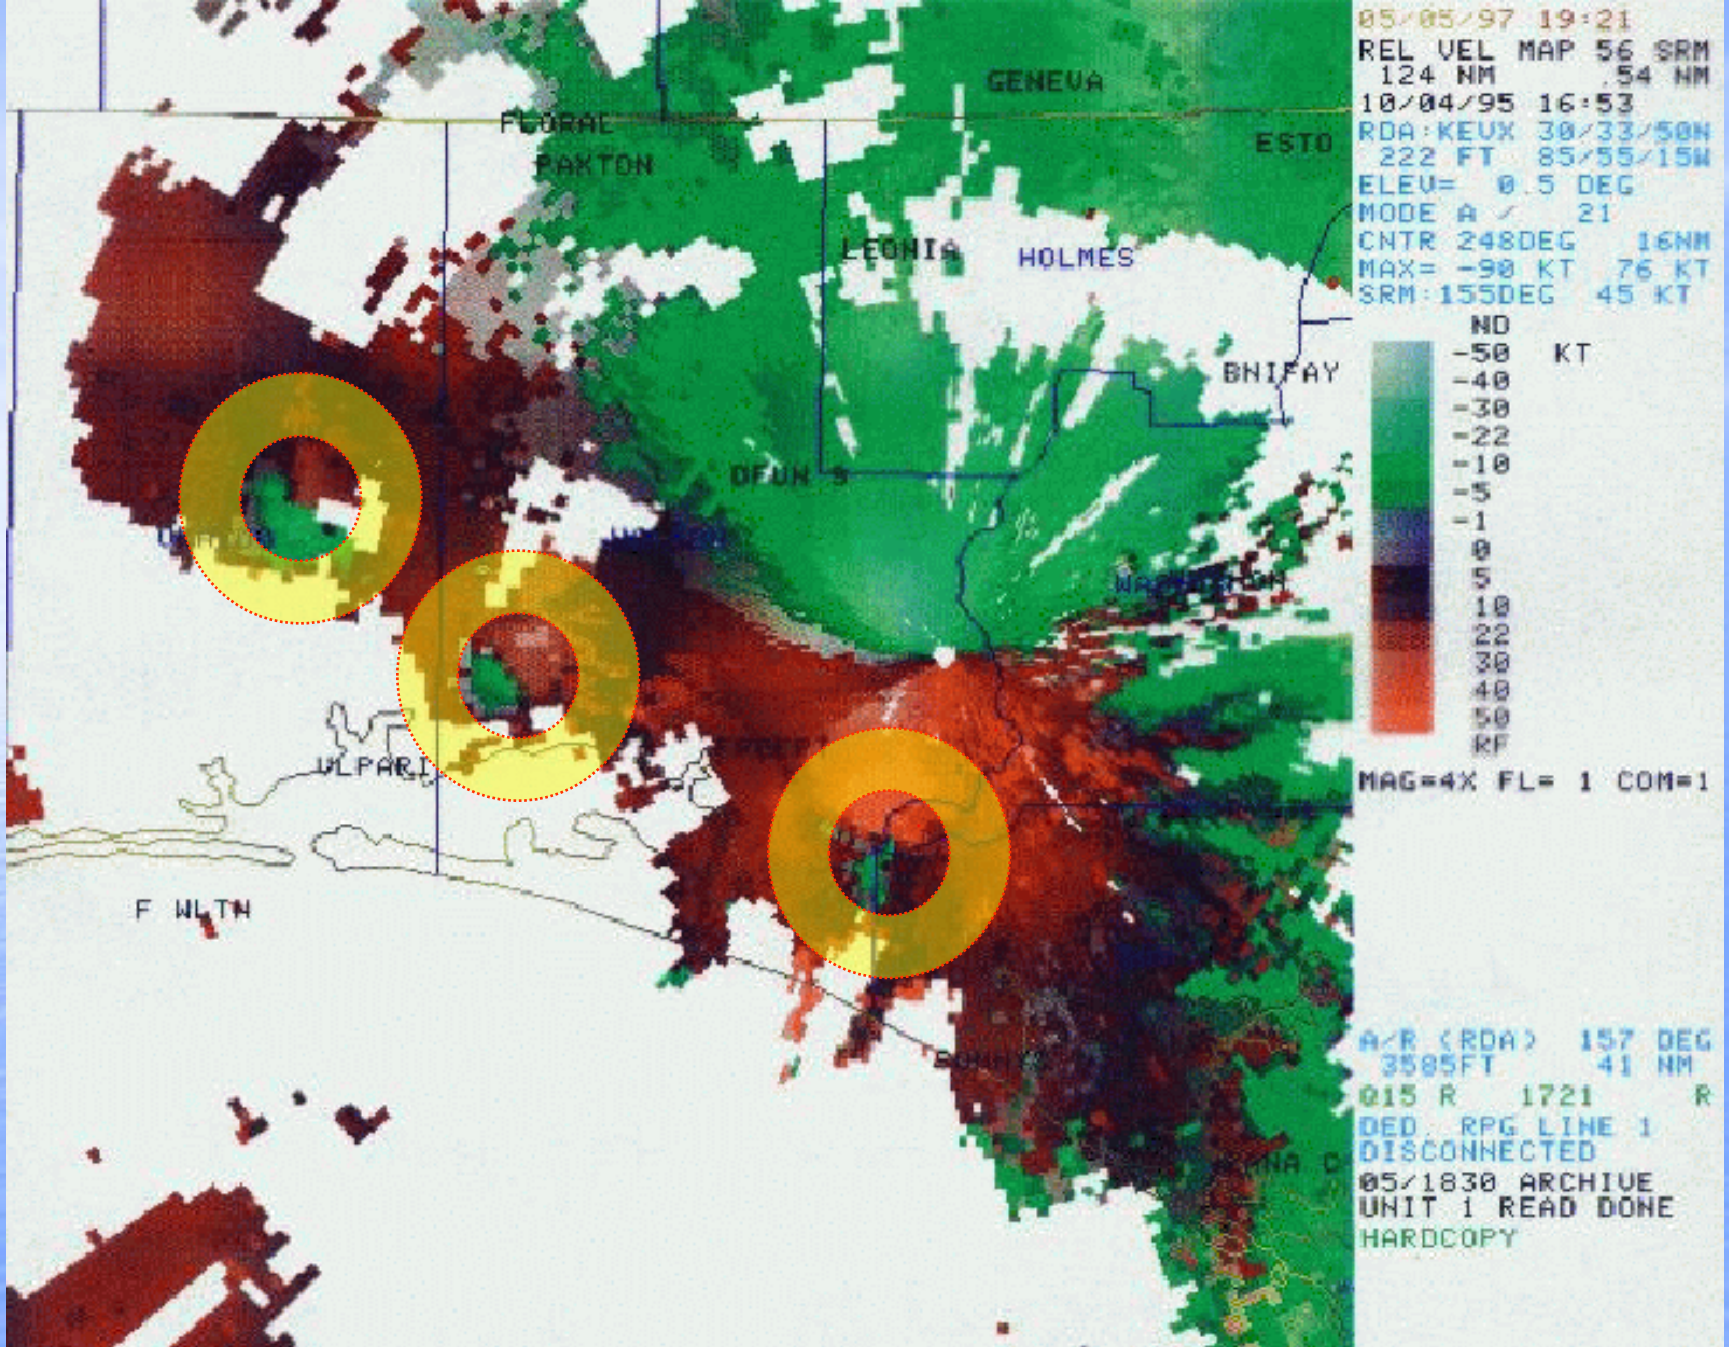 05/05/97 19:21
REL VEL MAP 56 SRM
124 NM .54 NM
10/04/95 16:53
RDA:KEVX 30/33/50N
222 FT 85/55/15W
ELEV= 0.5 DEG
MODE A / 21
CNTR 248DEG 16NM
MAX= -90 KT 76 KT
SRM:155DEG 45 KT
ND
-50 KT
-40
-30
-22
-10
-5
-1
0
5
10
22
30
40
50
RF
MAG=4X FL= 1 COM=1
A/R (RDA) 157 DEG
3585FT 41 NM
015 R 1721 R
DED. RPG LINE 1
DISCONNECTED
05/1830 ARCHIVE
UNIT 1 READ DONE
HARDCOPY
GENEVA
FLORAL
ESTO
PAXTON
LEONIA
HOLMES
BNIFAY
DFUN S
VLPARI
F WLTN